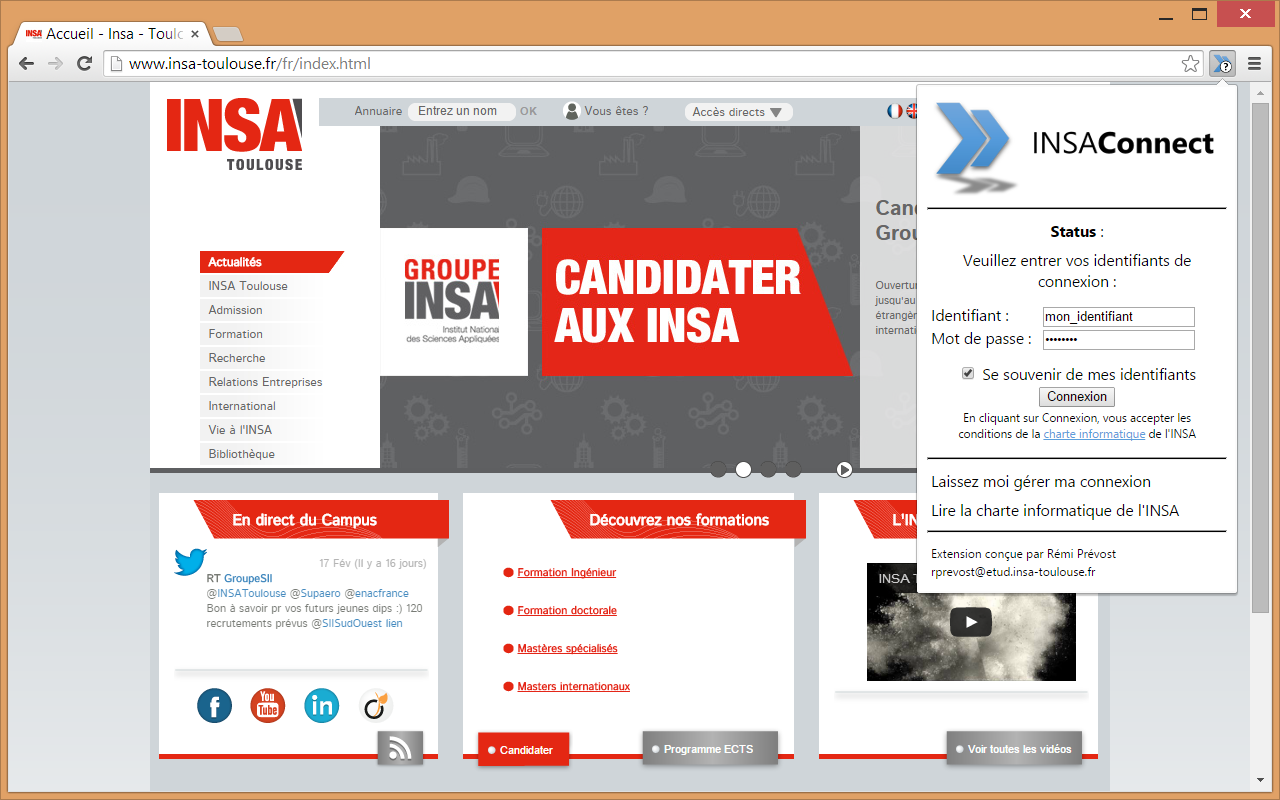 Accueil - Insa - Toulo
www.insa-toulouse.fr/fr/index.html
INSA
TOULOUSE
Annuaire
Entrez un nom
OK
Vous êtes ?
Accès directs
Actualités
INSA Toulouse
Admission
Formation
Recherche
Relations Entreprises
International
Vie à l'INSA
Bibliothèque
GROUPE
INSA
Institut National
des Sciences Appliquées
CANDIDATER
AUX INSA
Ouvertur
jusqu'au
étrangèr
internati
En direct du Campus
17 Fév (Il y a 16 jours)
RT GroupeSII
@INSAToulouse @Supaero @enacfrance
Bon à savoir pr vos futurs jeunes dips :) 120
recrutements prévus @SIISudOuest lien
You
Tube
in
Découvrez nos formations
Formation Ingénieur
Formation doctorale
Mastères spécialisés
Masters internationaux
Candidater
Programme ECTS
L'IN
INSA T
Voir toutes les vidéos
INSAConnect
Status :
Veuillez entrer vos identifiants de
connexion :
Identifiant :
mon_identifiant
Mot de passe :
••••••••
Se souvenir de mes identifiants
Connexion
En cliquant sur Connexion, vous accepter les
conditions de la charte informatique de l'INSA
Laissez moi gérer ma connexion
Lire la charte informatique de l'INSA
Extension conçue par Rémi Prévost
rprevost@etud.insa-toulouse.fr